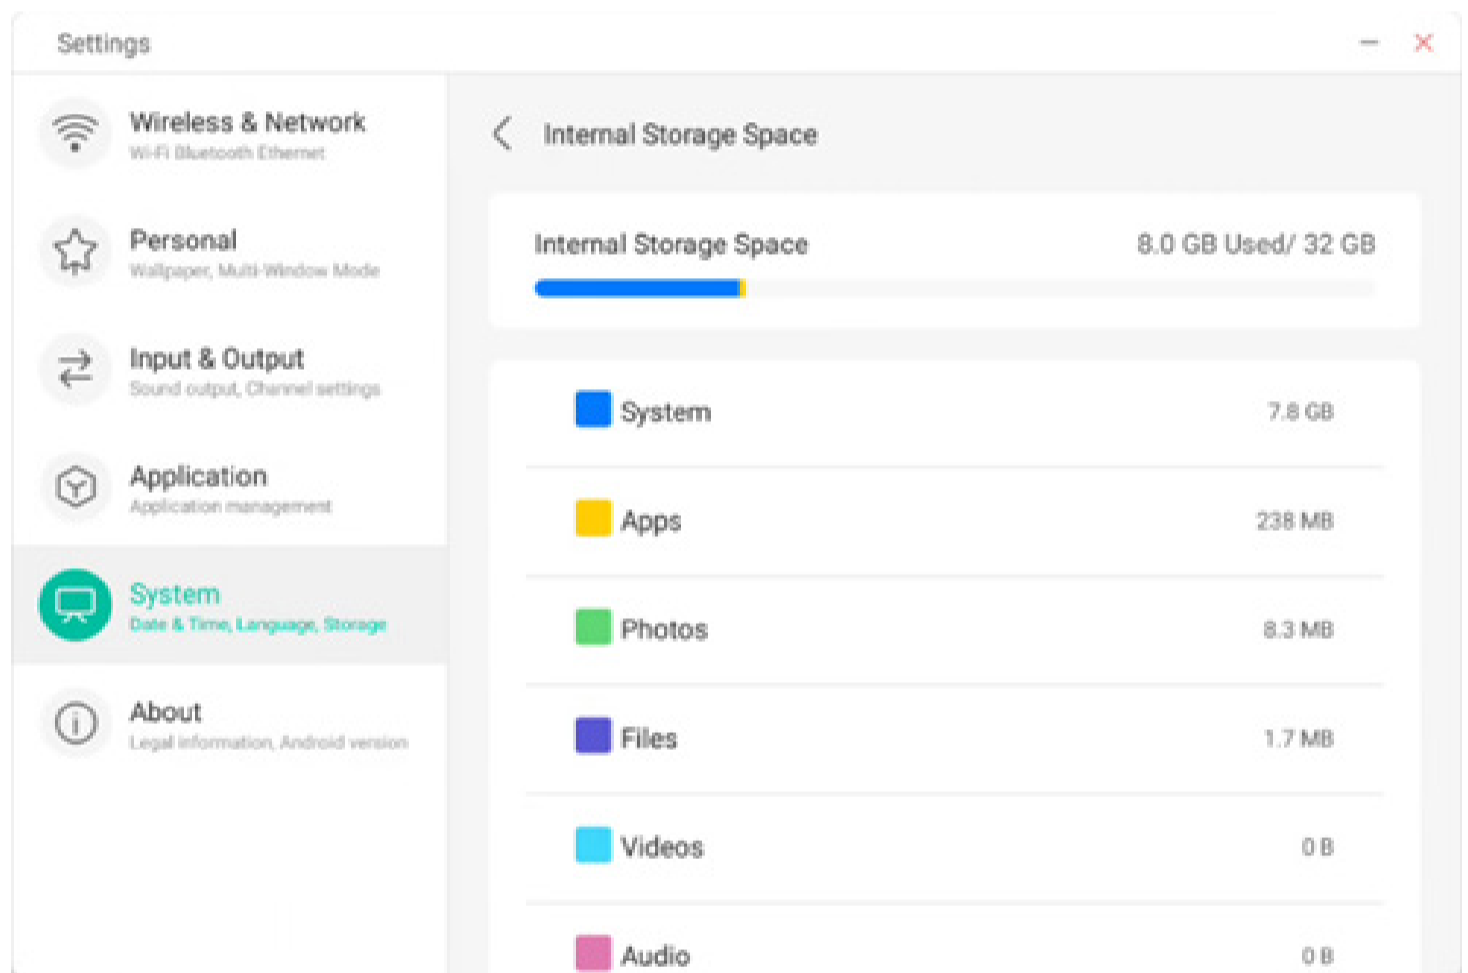 Settings
Wireless & Network
Wi-Fi Bluetooth Ethernet
Personal
Wallpaper, Multi-Window Mode
Input & Output
Sound output, Channel settings
Application
Application management
System
Date & Time, Language, Storage
About
Legal information, Android version
Internal Storage Space
Internal Storage Space 8.0 GB Used/ 32 GB
System 7.8 GB
Apps 238 MB
Photos 8.3 MB
Files 1.7 MB
Videos 0 B
Audio 0 B